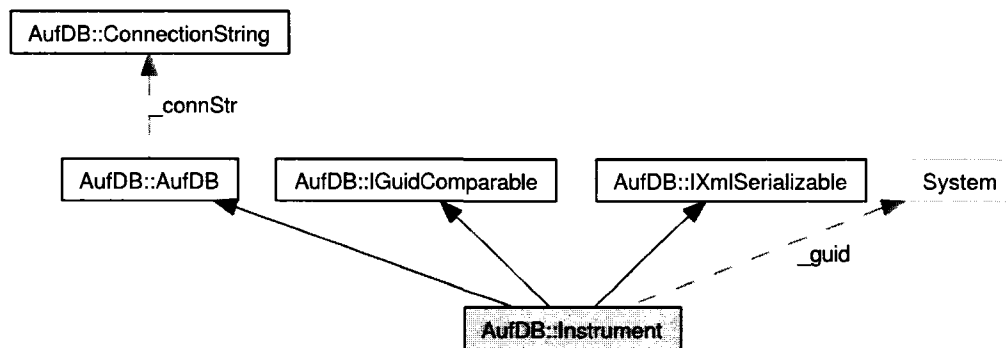 AufDB::ConnectionString
_connStr
AufDB::AufDB
AufDB::IGuidComparable
AufDB::IXmlSerializable
System
_guid
AufDB::Instrument